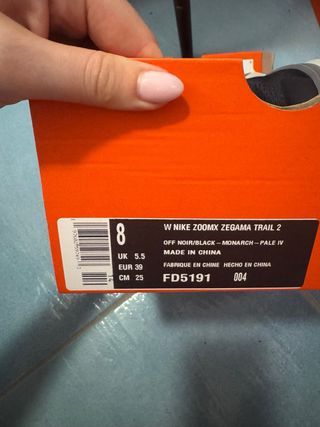 W NIKE ZOOMX ZEGAMA TRAIL 2
8
OFF NOIR/BLACK–MONARCH–PALE IV
UK 5.5
MADE IN CHINA
EUR 39
FABRIQUE EN CHINE HECHO EN CHINA
CM 25
FD5191 004